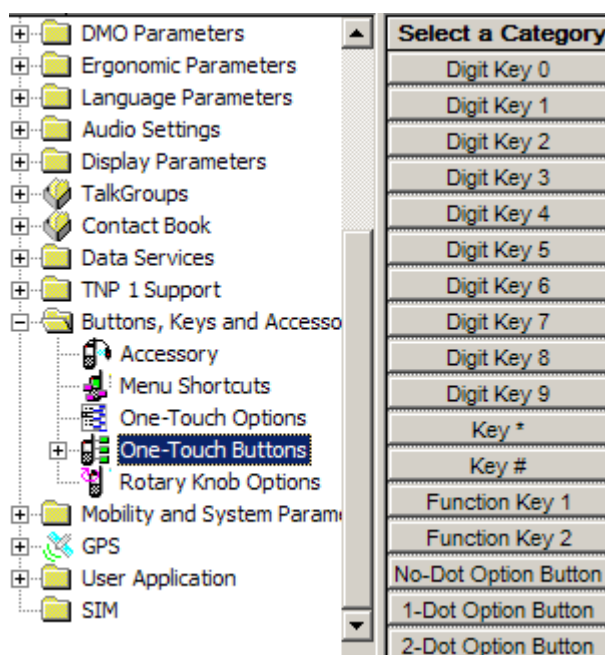 DMO Parameters
Ergonomic Parameters
Language Parameters
Audio Settings
Display Parameters
TalkGroups
Contact Book
Data Services
TNP 1 Support
Buttons, Keys and Accesso
Accessory
Menu Shortcuts
One-Touch Options
One-Touch Buttons
Rotary Knob Options
Mobility and System Param
GPS
User Application
SIM
Select a Category
Digit Key 0
Digit Key 1
Digit Key 2
Digit Key 3
Digit Key 4
Digit Key 5
Digit Key 6
Digit Key 7
Digit Key 8
Digit Key 9
Key *
Key #
Function Key 1
Function Key 2
No-Dot Option Button
1-Dot Option Button
2-Dot Option Button